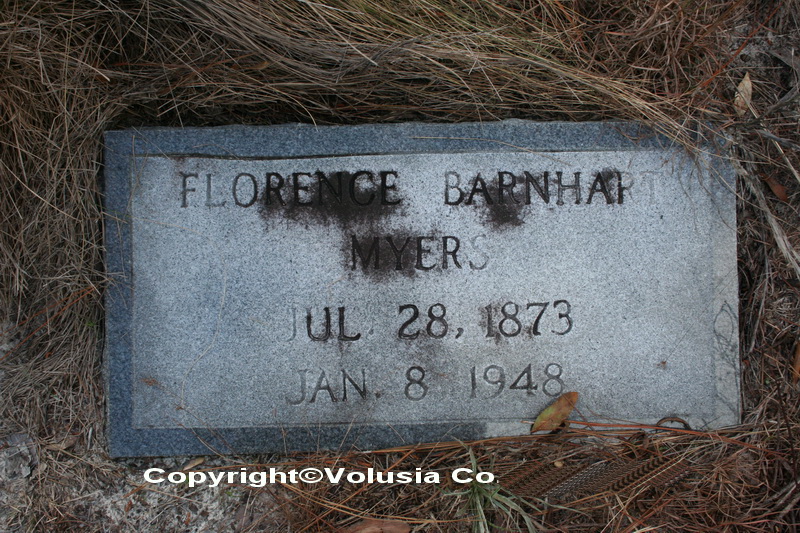 FLORENCE BARNHART
MYERS
JUL. 28, 1873
JAN. 8 1948
Copyright©Volusia Co.